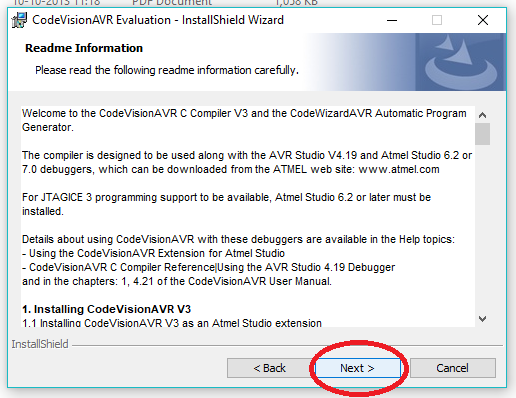 10-10-2015 11:18 PDF Document 1,058 KB
CodeVisionAVR Evaluation - InstallShield Wizard
Readme Information
Please read the following readme information carefully.
Welcome to the CodeVisionAVR C Compiler V3 and the CodeWizardAVR Automatic Program
Generator.
The compiler is designed to be used along with the AVR Studio V4.19 and Atmel Studio 6.2 or
7.0 debuggers, which can be downloaded from the ATMEL web site: www.atmel.com
For JTAGICE 3 programming support to be available, Atmel Studio 6.2 or later must be
installed.
Details about using CodeVisionAVR with these debuggers are available in the Help topics:
- Using the CodeVisionAVR Extension for Atmel Studio
- CodeVisionAVR C Compiler Reference|Using the AVR Studio 4.19 Debugger
and in the chapters: 1, 4.21 of the CodeVisionAVR User Manual.
1. Installing CodeVisionAVR V3
1.1 Installing CodeVisionAVR V3 as an Atmel Studio extension
InstallShield
< Back Next > Cancel